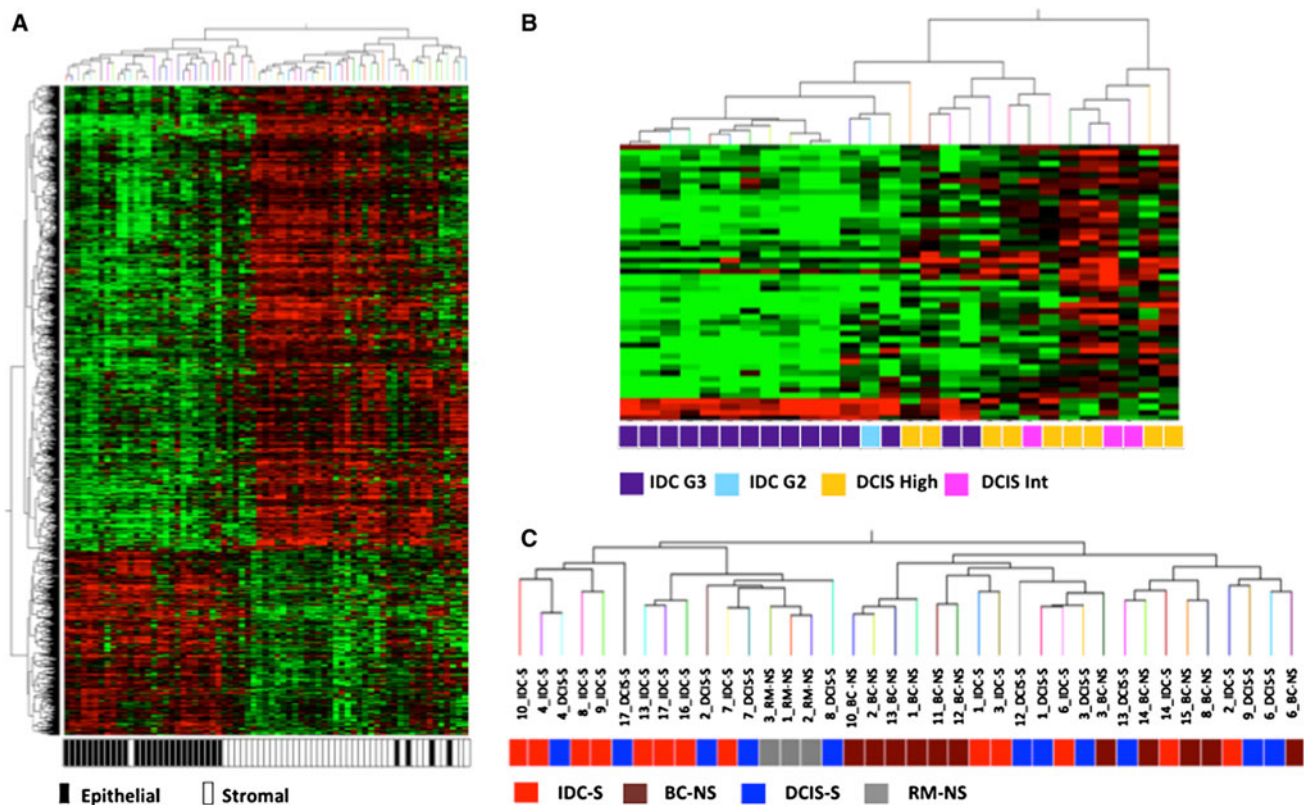 A
B
Epithelial Stromal
IDC G3 IDC G2 DCIS High DCIS Int
C
10_IDC-S
4_IDC-S
4_DCIS-S
8_IDC-S
9_IDC-S
17_DCIS-S
13_IDC-S
17_IDC-S
16_IDC-S
2_DCIS-S
7_IDC-S
7_DCIS-S
3_RM-NS
1_RM-NS
2_RM-NS
8_DCIS-S
10_BC-NS
2_BC-NS
13_BC-NS
1_BC-NS
11_BC-NS
12_BC-NS
1_IDC-S
3_IDC-S
12_DCIS-S
1_DCIS-S
6_IDC-S
3_DCIS-S
3_BC-NS
13_DCIS-S
14_BC-NS
14_IDC-S
15_BC-NS
8_BC-NS
2_IDC-S
9_DCIS-S
6_DCIS-S
6_BC-NS
IDC-S BC-NS DCIS-S RM-NS